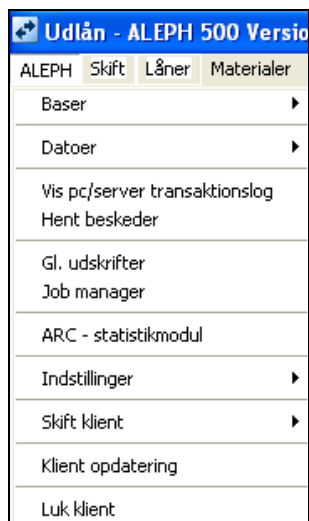 Udlån - ALEPH 500 Versio
ALEPH Skift Låner Materialer
Baser
Datoer
Vis pc/server transaktionslog
Hent beskeder
Gl. udskrifter
Job manager
ARC - statistikmodul
Indstillinger
Skift klient
Klient opdatering
Luk klient